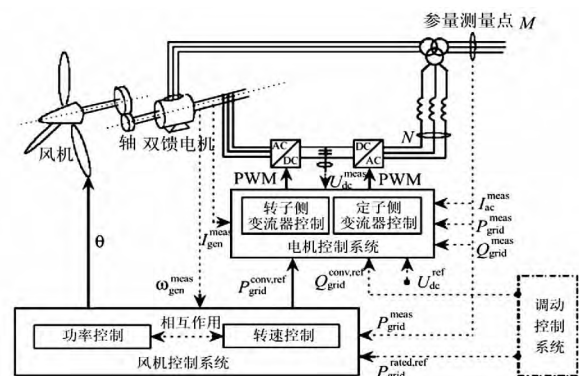 参量测量点 M
风机
轴
双馈电机
N
AC
DC
DC
AC
PWM
U_dc^meas
PWM
转子侧
变流器控制
定子侧
变流器控制
电机控制系统
I_gen^meas
I_ac^meas
P_grid^meas
Q_grid^meas
θ
ω_gen^meas
P_grid^conv,ref
Q_grid^conv,ref
U_dc^ref
功率控制
相互作用
转速控制
风机控制系统
P_grid^meas
P_grid^rated,ref
调动
控制
系统